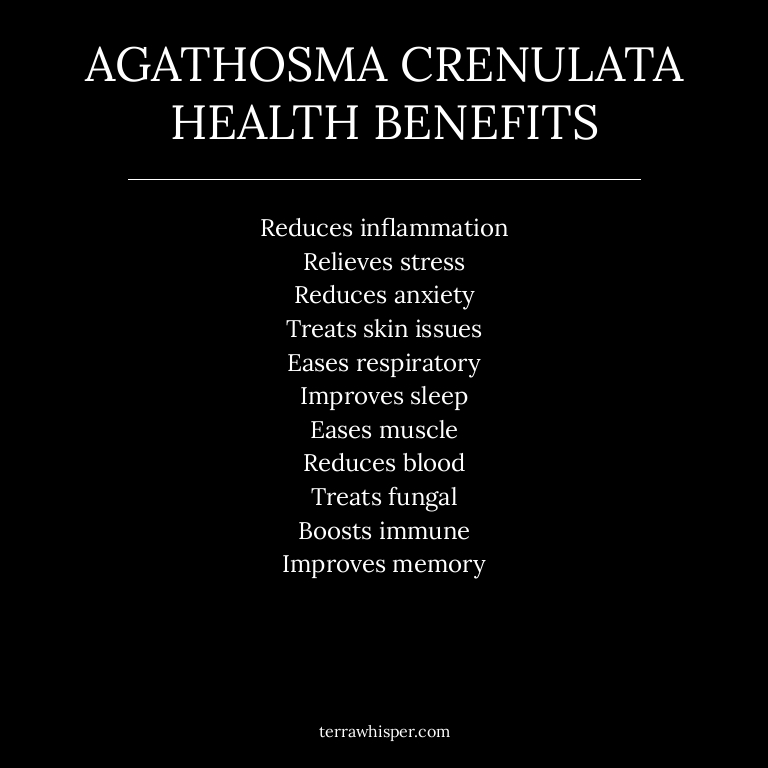 AGATHOSMA CRENULATA
HEALTH BENEFITS
Reduces inflammation
Relieves stress
Reduces anxiety
Treats skin issues
Eases respiratory
Improves sleep
Eases muscle
Reduces blood
Treats fungal
Boosts immune
Improves memory
terrawhisper.com